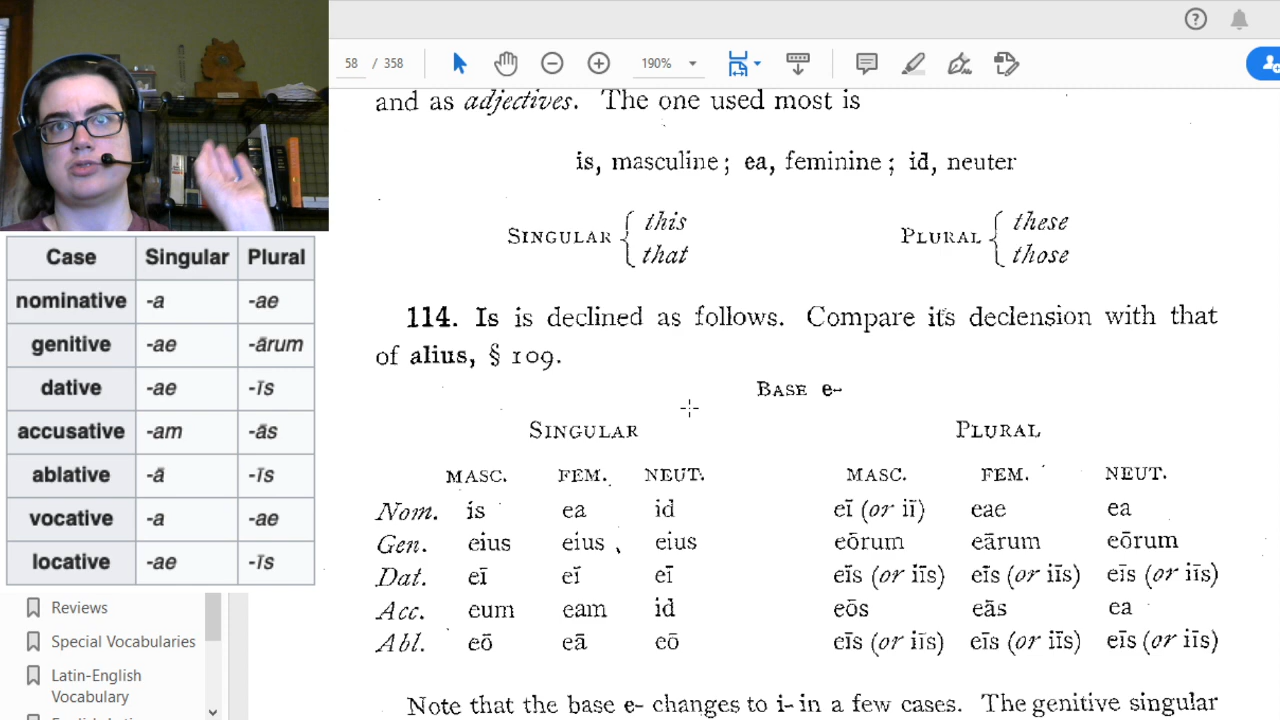 58 / 358
190%
and as adjectives. The one used most is
is, masculine; ea, feminine; id, neuter
SINGULAR { this
that
PLURAL { these
those
114. Is is declined as follows. Compare its declension with that
of alius, § 109.
BASE e-
SINGULAR PLURAL
MASC. FEM. NEUT. MASC. FEM. NEUT.
Nom. is ea id eī (or iī) eae ea
Gen. eius eius eius eōrum eārum eōrum
Dat. eī eī eī eīs (or iīs) eīs (or iīs) eīs (or iīs)
Acc. eum eam id eōs eās ea
Abl. eō eā eō eīs (or iīs) eīs (or iīs) eīs (or iīs)
Note that the base e- changes to i- in a few cases. The genitive singular
Case Singular Plural
nominative -a -ae
genitive -ae -ārum
dative -ae -īs
accusative -am -ās
ablative -ā -īs
vocative -a -ae
locative -ae -īs
Reviews
Special Vocabularies
Latin-English
Vocabulary